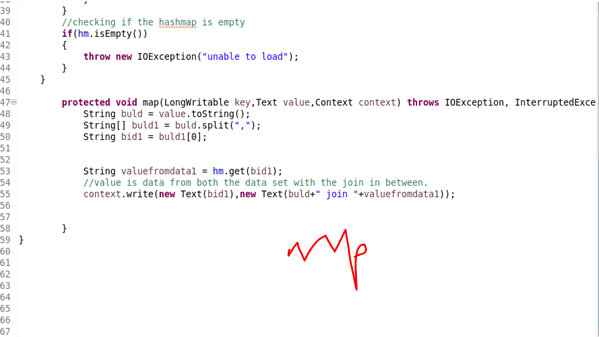 39 }
40 //checking if the hashmap is empty
41 if(hm.isEmpty())
42 {
43 throw new IOException("unable to load");
44 }
45 }
46
47 protected void map(LongWritable key,Text value,Context context) throws IOException, InterruptedExce
48 String buld = value.toString();
49 String[] buld1 = buld.split(",");
50 String bid1 = buld1[0];
51
52
53 String valuefromdata1 = hm.get(bid1);
54 //value is data from both the data set with the join in between.
55 context.write(new Text(bid1),new Text(buld+" join "+valuefromdata1));
56
57
58 }
59 }
60
61
62
63
64
65
66
67